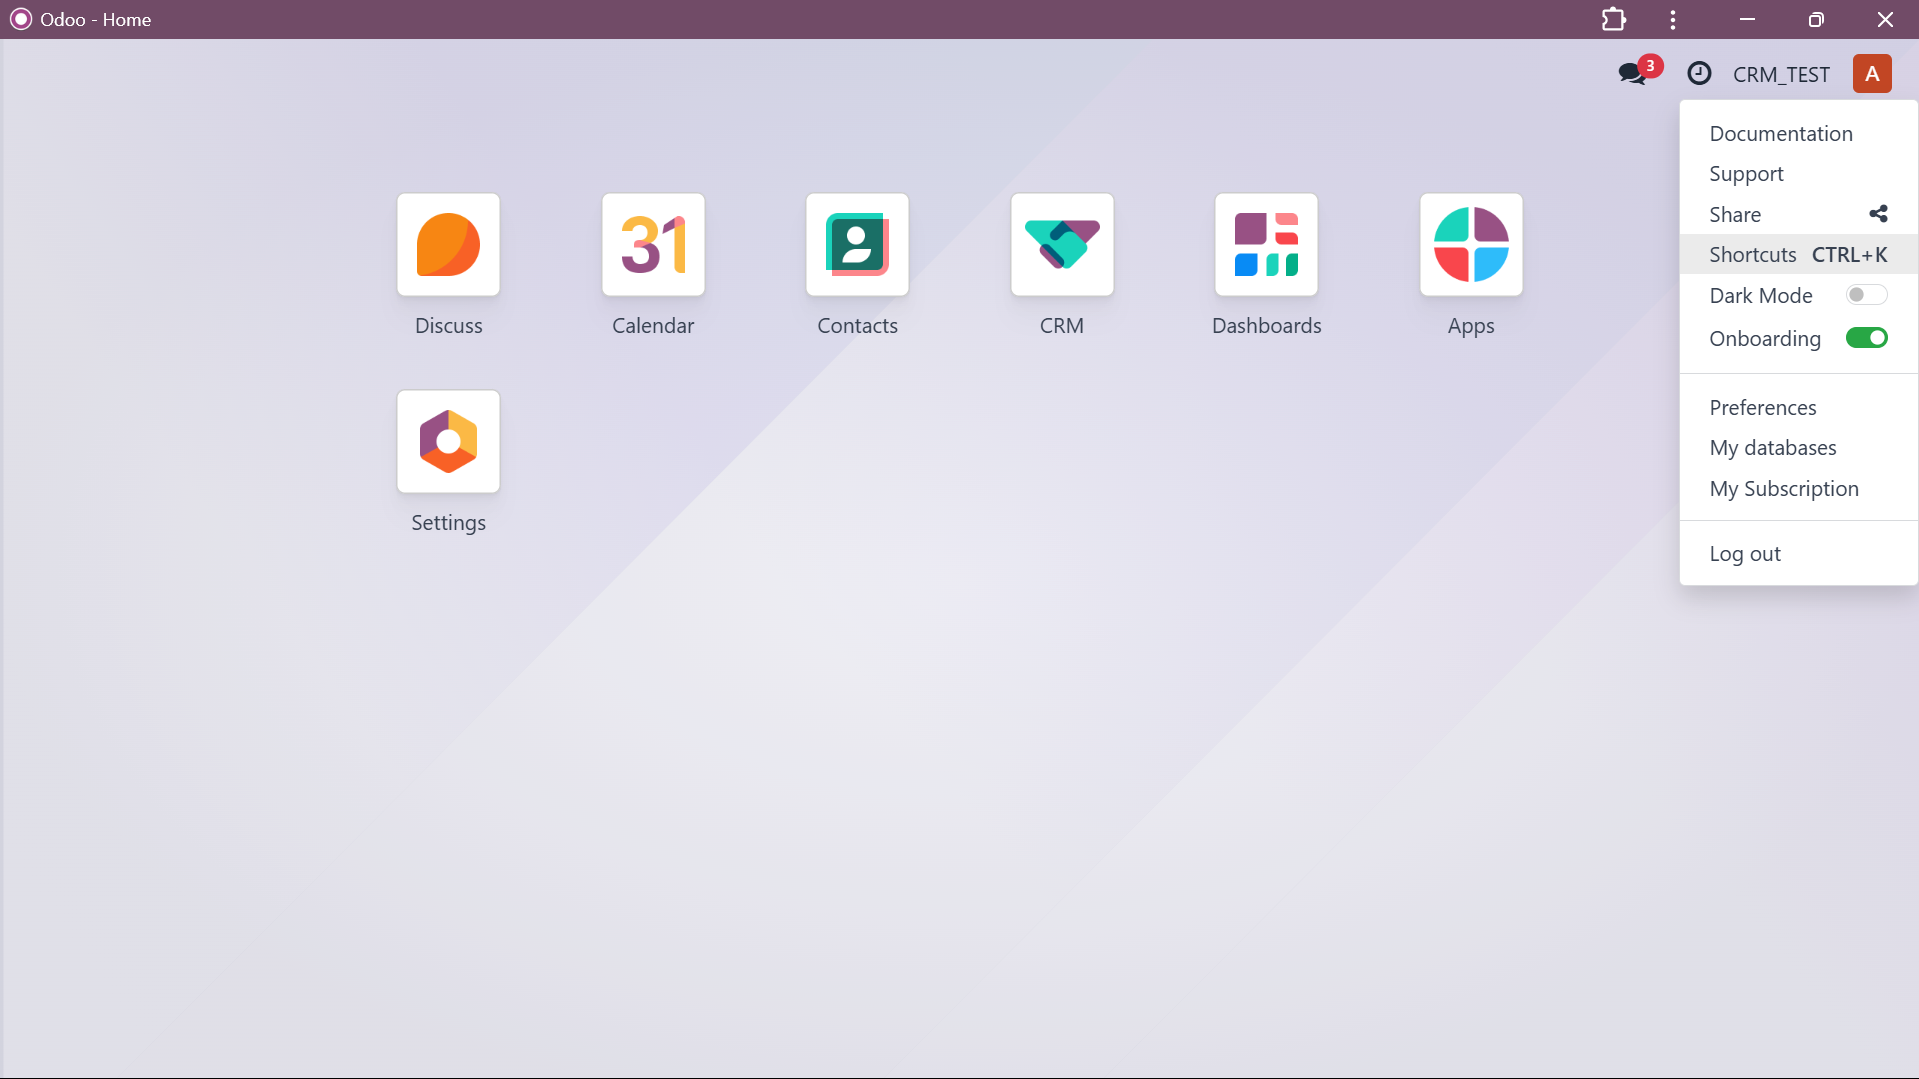 Odoo - Home
3
CRM_TEST
A
Documentation
Support
Share
Shortcuts CTRL+K
Dark Mode
Onboarding
Preferences
My databases
My Subscription
Log out
31
Discuss
Calendar
Contacts
CRM
Dashboards
Apps
Settings